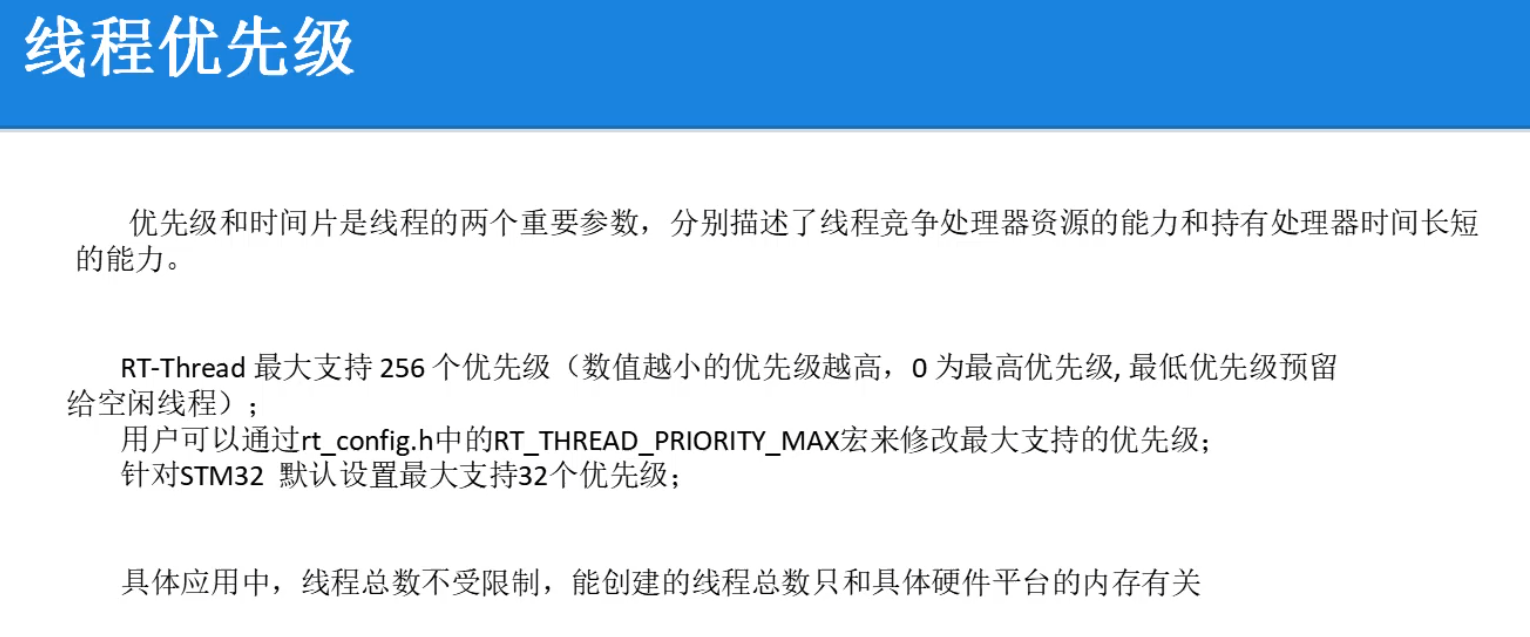 线程优先级
优先级和时间片是线程的两个重要参数，分别描述了线程竞争处理器资源的能力和持有处理器时间长短
的能力。
RT-Thread 最大支持 256 个优先级（数值越小的优先级越高，0 为最高优先级, 最低优先级预留
给空闲线程）;
用户可以通过rt_config.h中的RT_THREAD_PRIORITY_MAX宏来修改最大支持的优先级;
针对STM32 默认设置最大支持32个优先级;
具体应用中，线程总数不受限制，能创建的线程总数只和具体硬件平台的内存有关